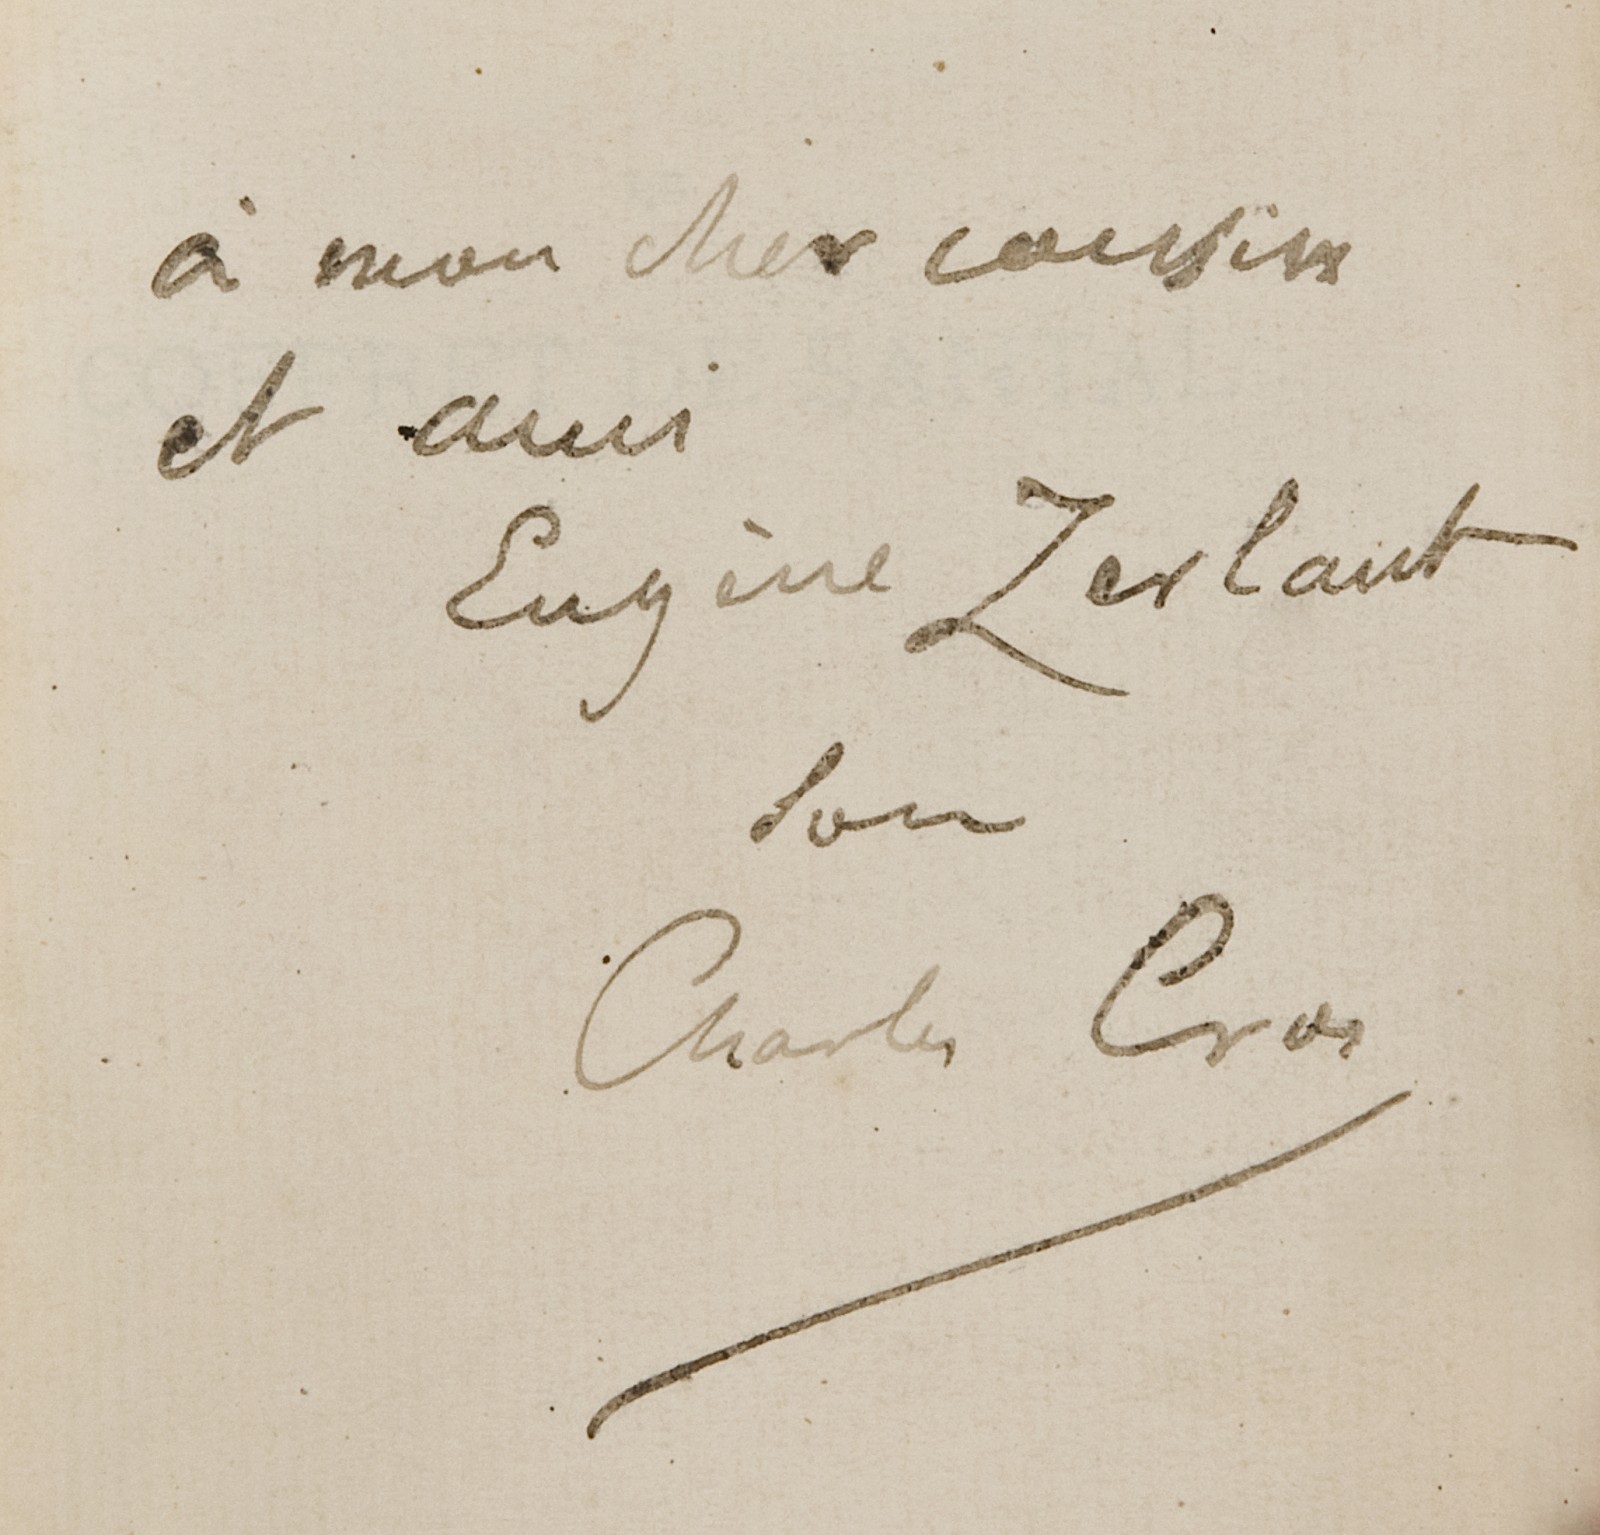 à mon cher cousin
et ami
Eugène Zerlaut
son
Charles Cros